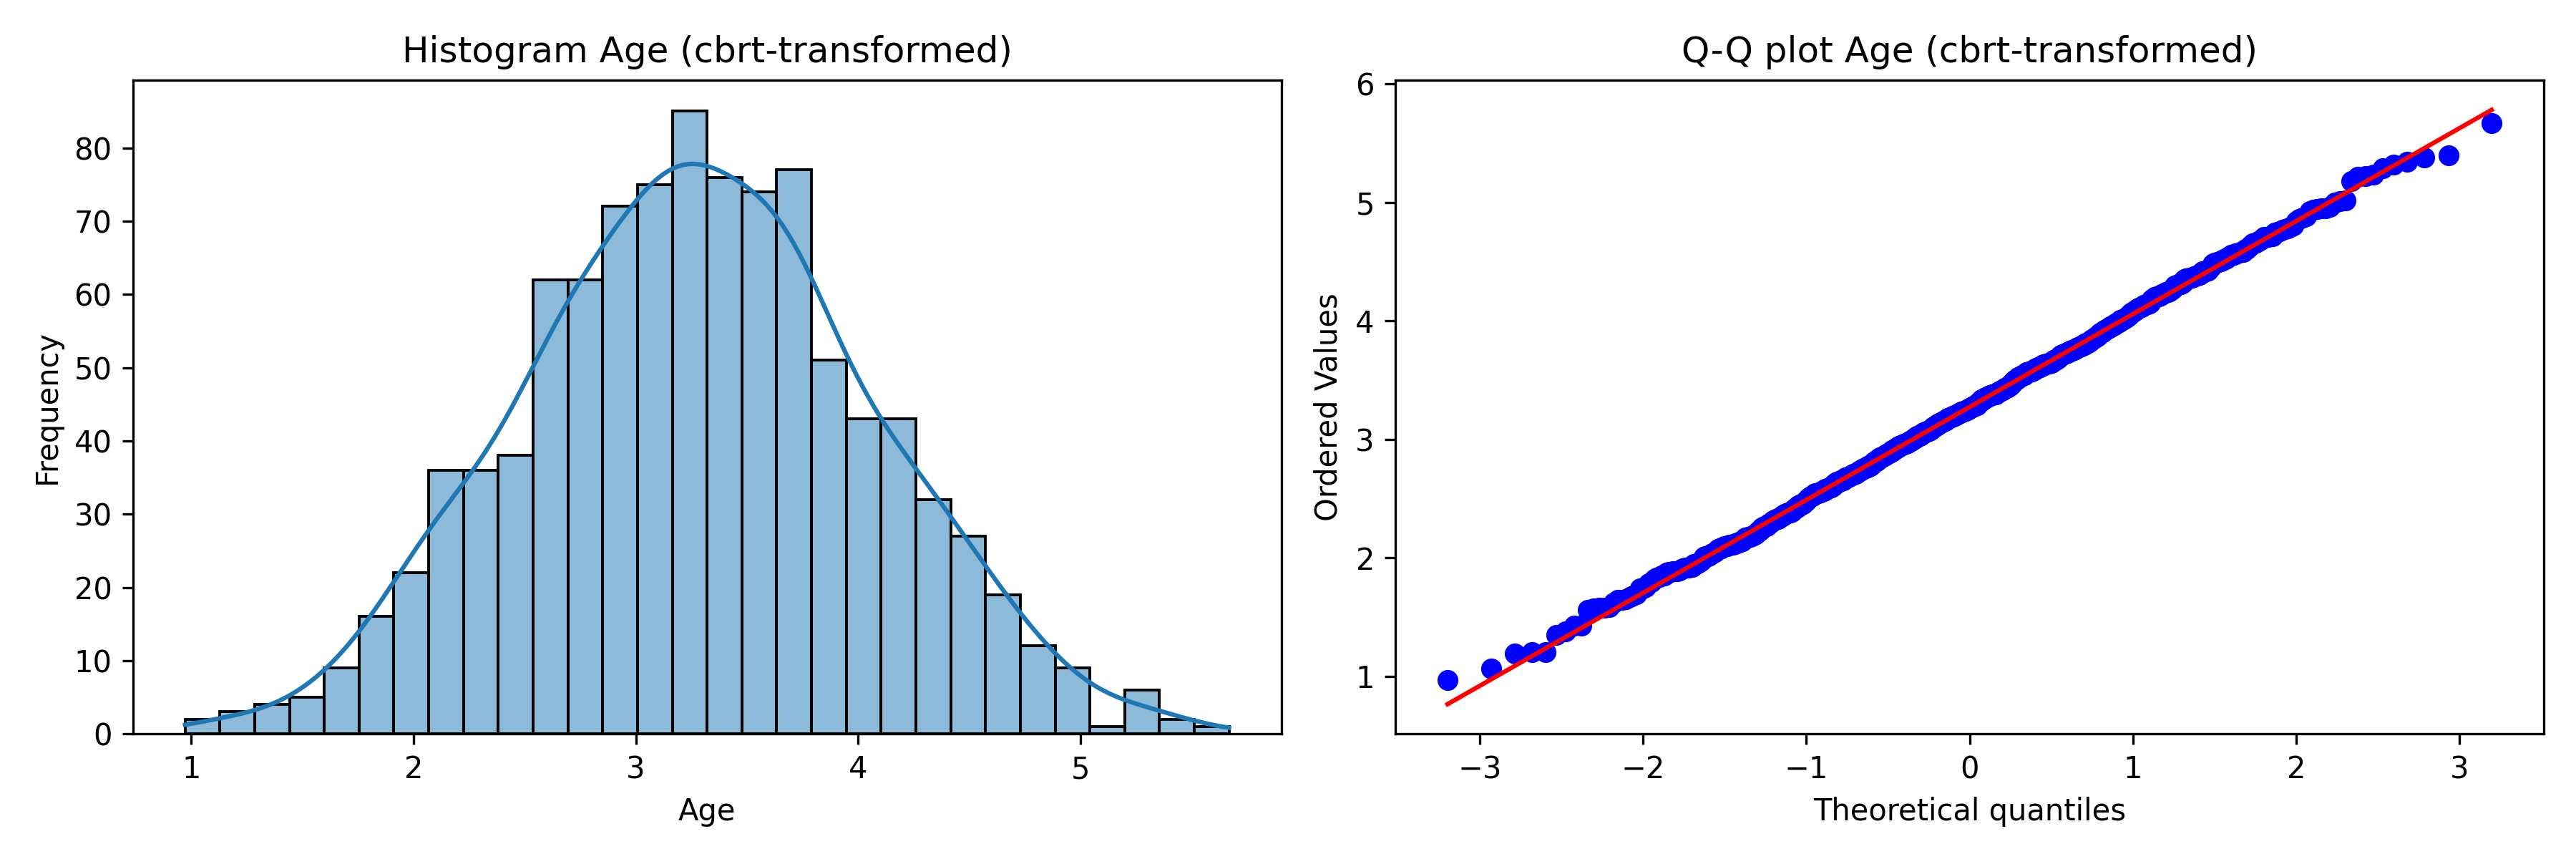 Histogram Age (cbrt-transformed)
Frequency
80
70
60
50
40
30
20
10
0
1 2 3 4 5
Age
Q-Q plot Age (cbrt-transformed)
Ordered Values
6
5
4
3
2
1
−3 −2 −1 0 1 2 3
Theoretical quantiles